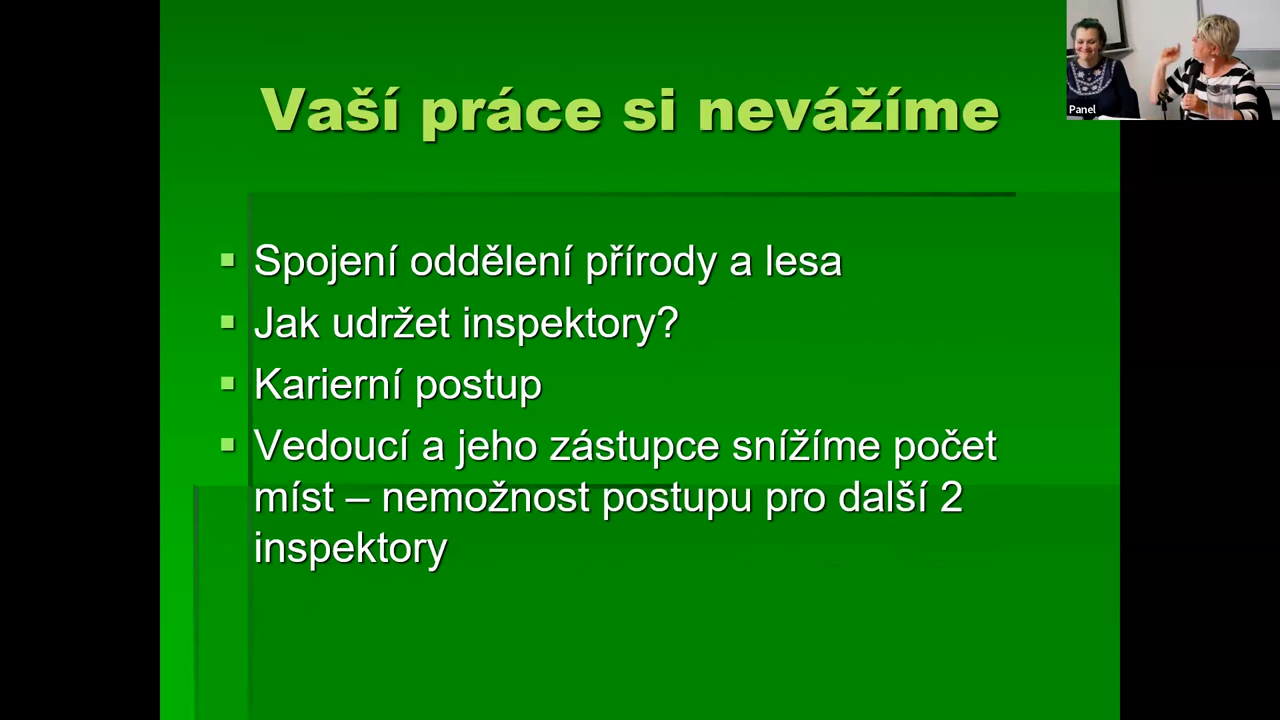 Vaší práce si nevážíme
Spojení oddělení přírody a lesa
Jak udržet inspektory?
Karierní postup
Vedoucí a jeho zástupce snížíme počet
míst – nemožnost postupu pro další 2
inspektory
Panel